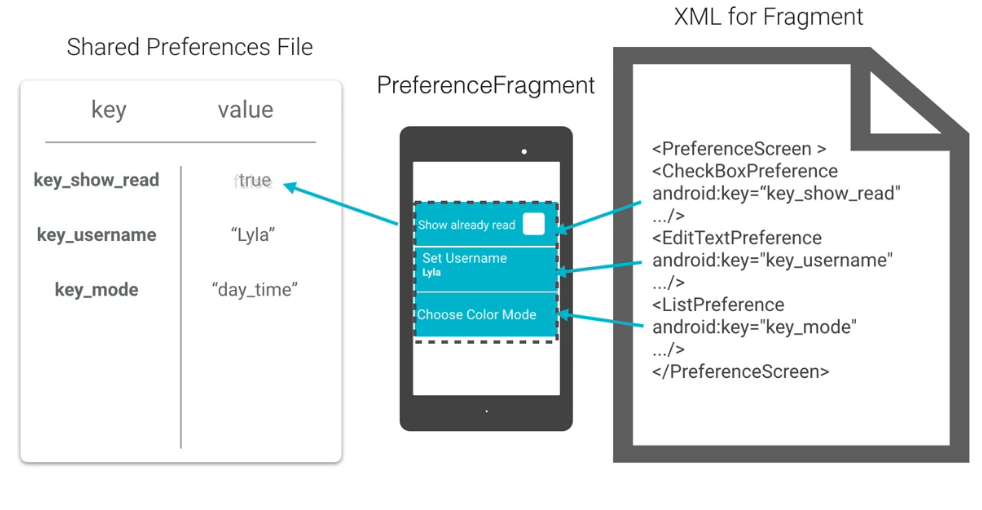 XML for Fragment
Shared Preferences File
PreferenceFragment
key value
key_show_read true
key_username “Lyla”
key_mode “day_time”
Show already read
Set Username
Lyla
Choose Color Mode
<PreferenceScreen >
<CheckBoxPreference
android:key=“key_show_read"
.../>
<EditTextPreference
android:key="key_username"
.../>
<ListPreference
android:key="key_mode"
.../>
</PreferenceScreen>